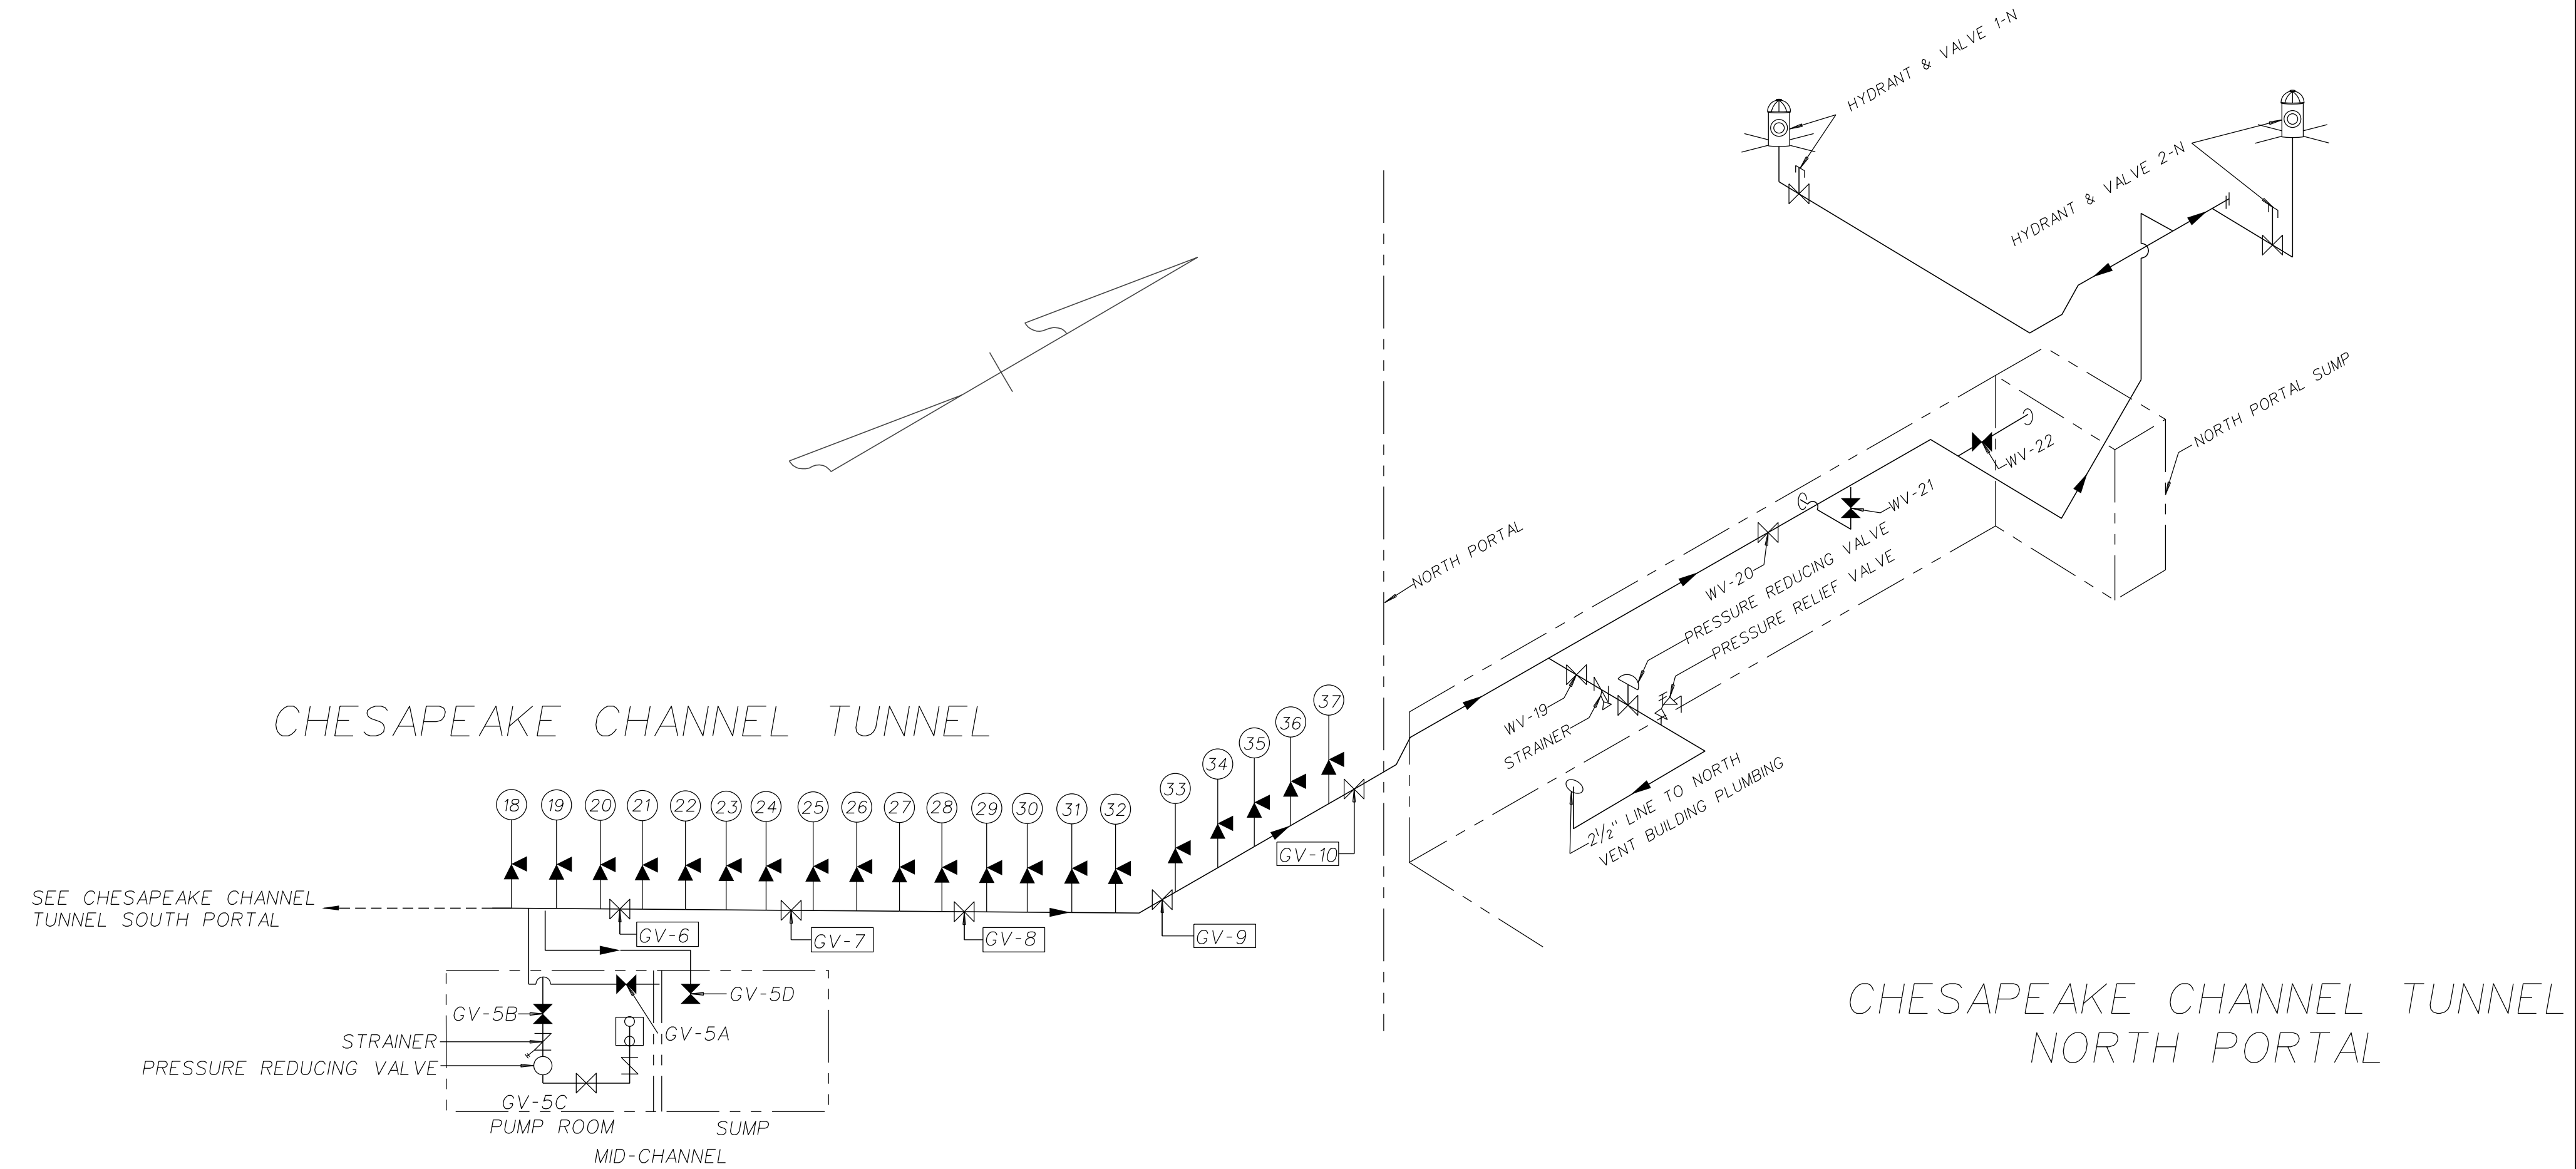 HYDRANT & VALVE 1-N
HYDRANT & VALVE 2-N
NORTH PORTAL SUMP
WV-22
WV-21
NORTH PORTAL
WV-20
PRESSURE REDUCING VALVE
PRESSURE RELIEF VALVE
WV-19
STRAINER
2½" LINE TO NORTH
VENT BUILDING PLUMBING
CHESAPEAKE CHANNEL TUNNEL
18 19 20 21 22 23 24 25 26 27 28 29 30 31 32 33 34 35 36 37
GV-10
SEE CHESAPEAKE CHANNEL
TUNNEL SOUTH PORTAL
GV-6
GV-7
GV-8
GV-9
GV-5D
GV-5B
GV-5A
STRAINER
PRESSURE REDUCING VALVE
GV-5C
PUMP ROOM
SUMP
MID-CHANNEL
CHESAPEAKE CHANNEL TUNNEL
NORTH PORTAL